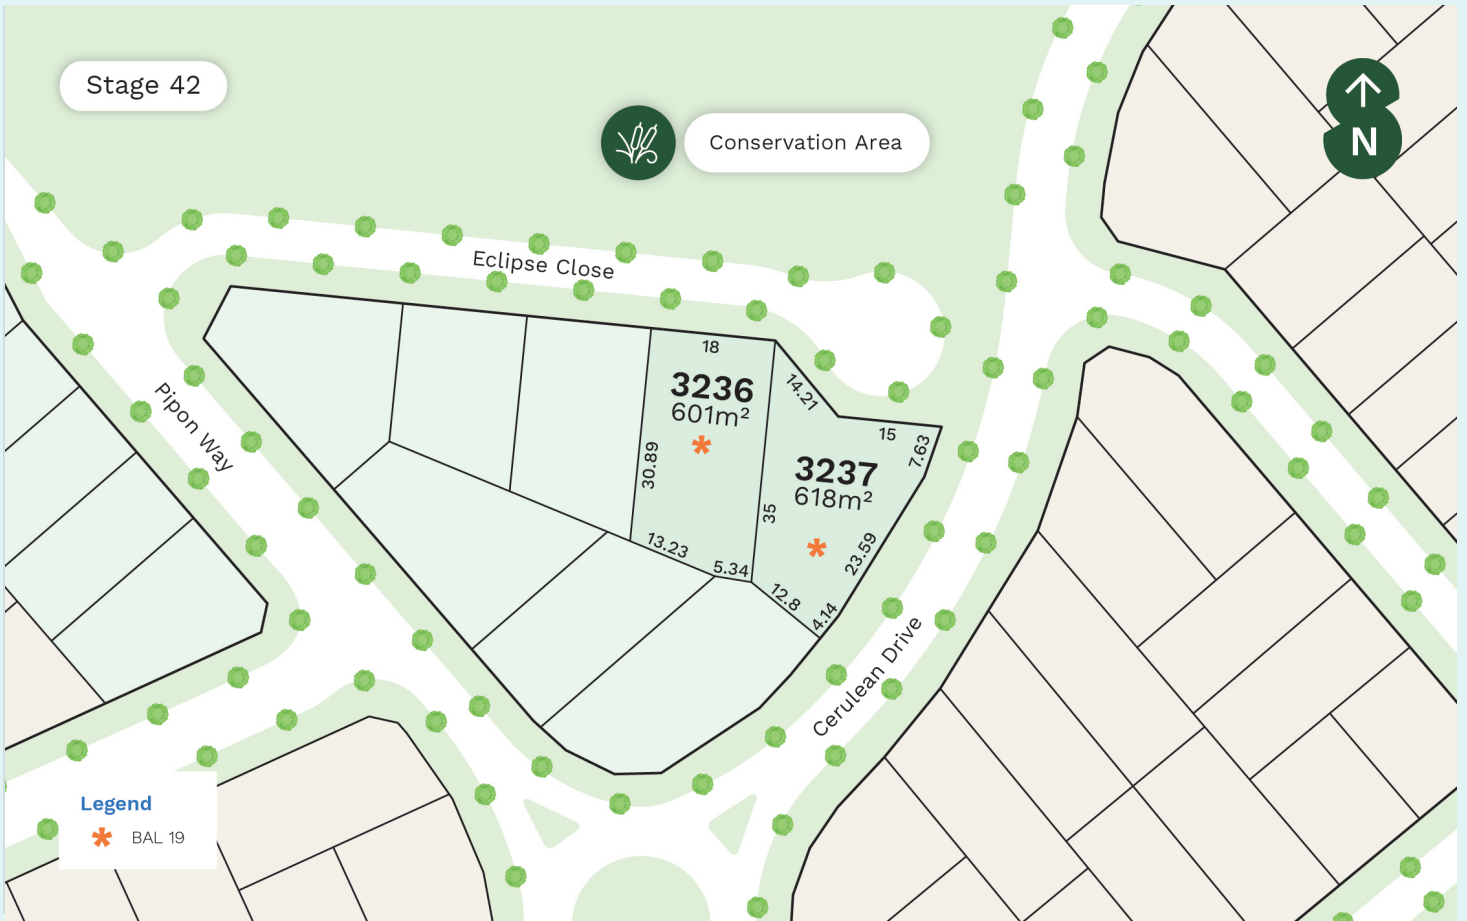 Stage 42
Conservation Area
N
Eclipse Close
Pipon Way
18
3236
601m²
30.89
13.23
5.34
14.21
15
7.63
3237
618m²
35
23.59
12.8
4.14
Cerulean Drive
Legend
BAL 19